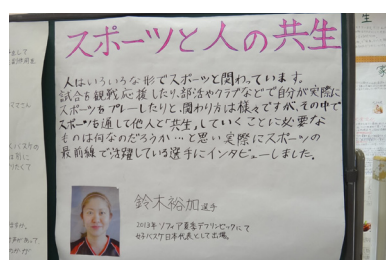 スポーツと人の共生
人はいろいろな形でスポーツと関わっています。
試合を観戦応援したり、部活やクラブなどで自分が実際に
スポーツをプレーしたりと、関わり方は様々ですが、その中で
スポーツを通して他人と「共生」していくことに必要な
ものは何なのだろうか…と思い実際にスポーツの
最前線で活躍している選手にインタビューしました。
鈴木裕加選手
2013年ソフィア夏季デフリンピックにて
女子バスケ日本代表として出場